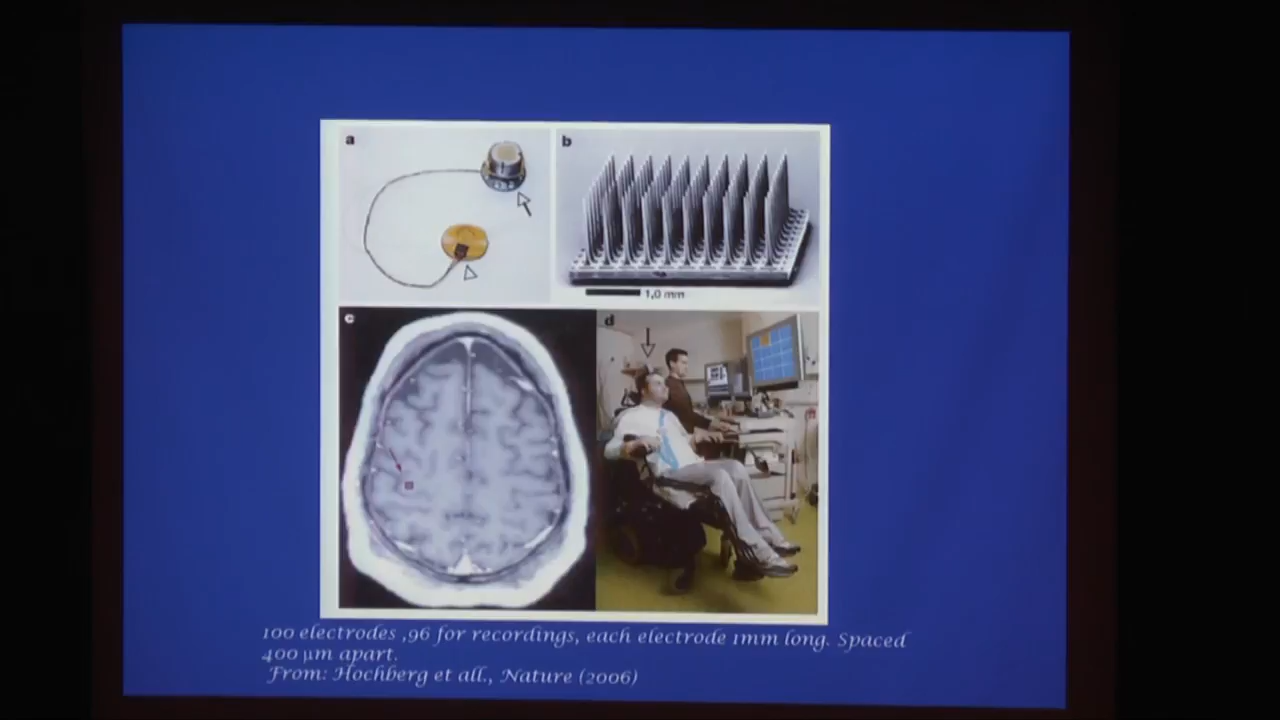 a
b
1,0 mm
c
d
100 electrodes ,96 for recordings, each electrode 1mm long. Spaced
400 µm apart.
From: Hochberg et all., Nature (2006)